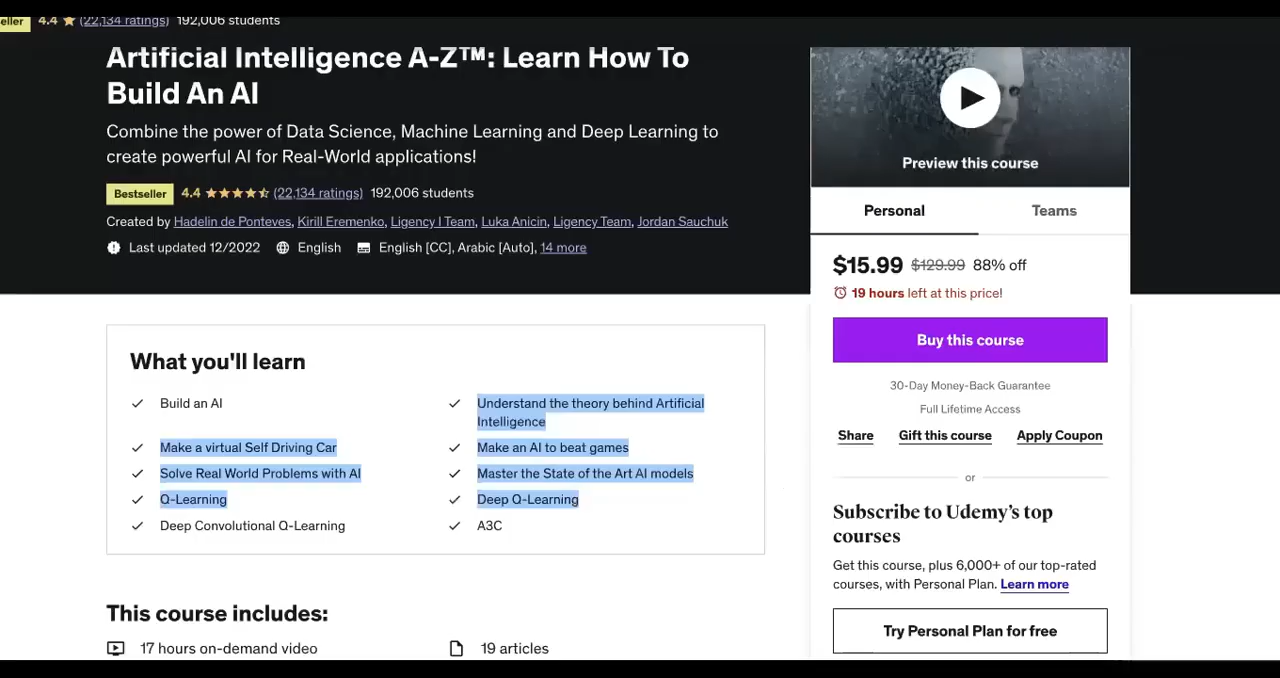 eller 4.4 (22,134 ratings) 192,006 students
Artificial Intelligence A-Z™: Learn How To
Build An AI
Combine the power of Data Science, Machine Learning and Deep Learning to
create powerful AI for Real-World applications!
Bestseller 4.4 (22,134 ratings) 192,006 students
Created by Hadelin de Ponteves, Kirill Eremenko, Ligency I Team, Luka Anicin, Ligency Team, Jordan Sauchuk
Last updated 12/2022 English English [CC], Arabic [Auto], 14 more
What you'll learn
Build an AI
Understand the theory behind Artificial
Intelligence
Make a virtual Self Driving Car
Make an AI to beat games
Solve Real World Problems with AI
Master the State of the Art AI models
Q-Learning
Deep Q-Learning
Deep Convolutional Q-Learning
A3C
This course includes:
17 hours on-demand video
19 articles
Preview this course
Personal
Teams
$15.99 $129.99 88% off
19 hours left at this price!
Buy this course
30-Day Money-Back Guarantee
Full Lifetime Access
Share
Gift this course
Apply Coupon
or
Subscribe to Udemy’s top
courses
Get this course, plus 6,000+ of our top-rated
courses, with Personal Plan. Learn more
Try Personal Plan for free